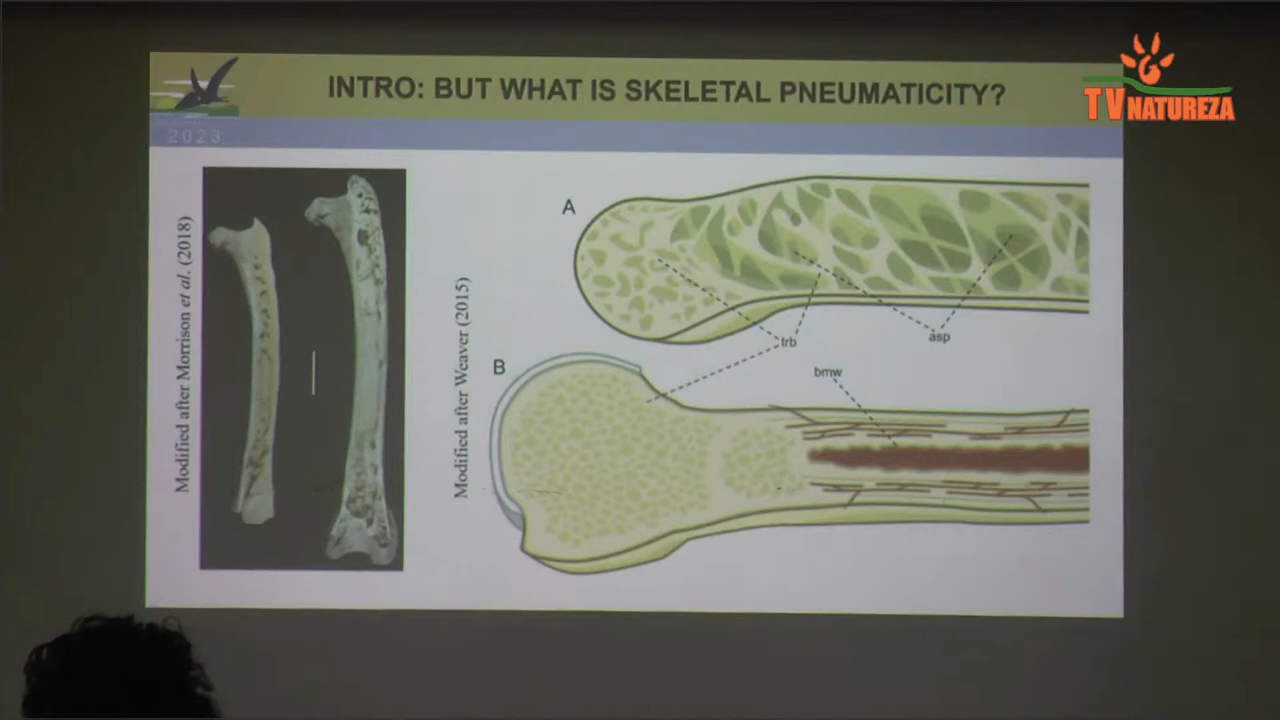 INTRO: BUT WHAT IS SKELETAL PNEUMATICITY?
TV NATUREZA
2023
Modified after Morrison et al. (2018)
Modified after Weaver (2015)
A
trb
asp
B
bmw